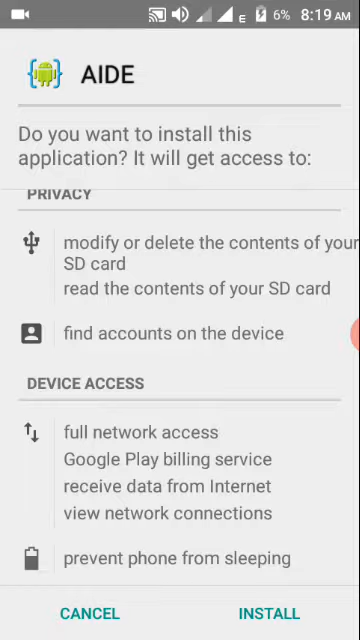 E 6% 8:19 AM
AIDE
Do you want to install this
application? It will get access to:
PRIVACY
modify or delete the contents of your
SD card
read the contents of your SD card
find accounts on the device
DEVICE ACCESS
full network access
Google Play billing service
receive data from Internet
view network connections
prevent phone from sleeping
CANCEL INSTALL